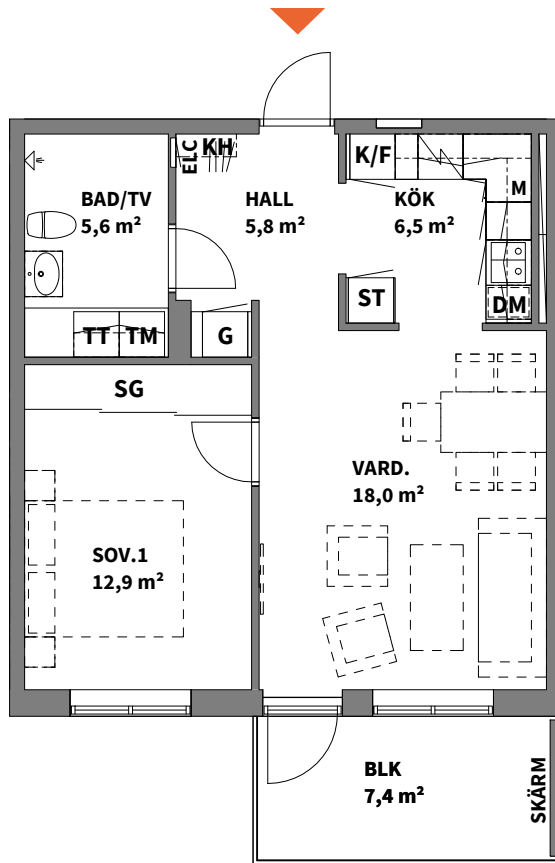 ELC
KH
K/F
BAD/TV
5,6 m²
HALL
5,8 m²
KÖK
6,5 m²
M
ST
DM
TT
TM
G
SG
VARD.
18,0 m²
SOV.1
12,9 m²
BLK
7,4 m²
SKÄRM